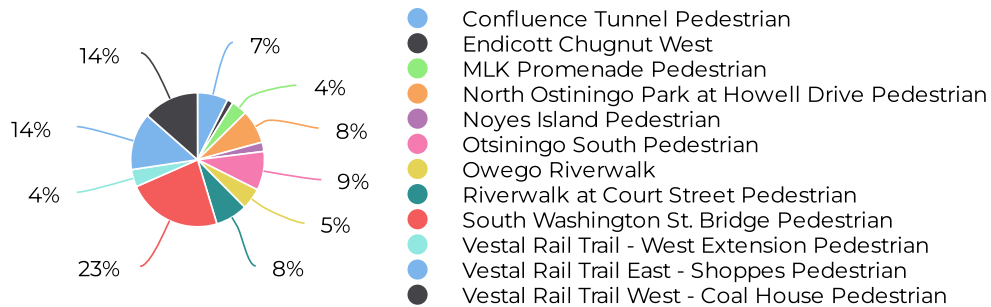 7%
14%
4%
14%
8%
9%
4%
5%
23%
8%
Confluence Tunnel Pedestrian
Endicott Chugnut West
MLK Promenade Pedestrian
North Ostiningo Park at Howell Drive Pedestrian
Noyes Island Pedestrian
Otsiningo South Pedestrian
Owego Riverwalk
Riverwalk at Court Street Pedestrian
South Washington St. Bridge Pedestrian
Vestal Rail Trail - West Extension Pedestrian
Vestal Rail Trail East - Shoppes Pedestrian
Vestal Rail Trail West - Coal House Pedestrian